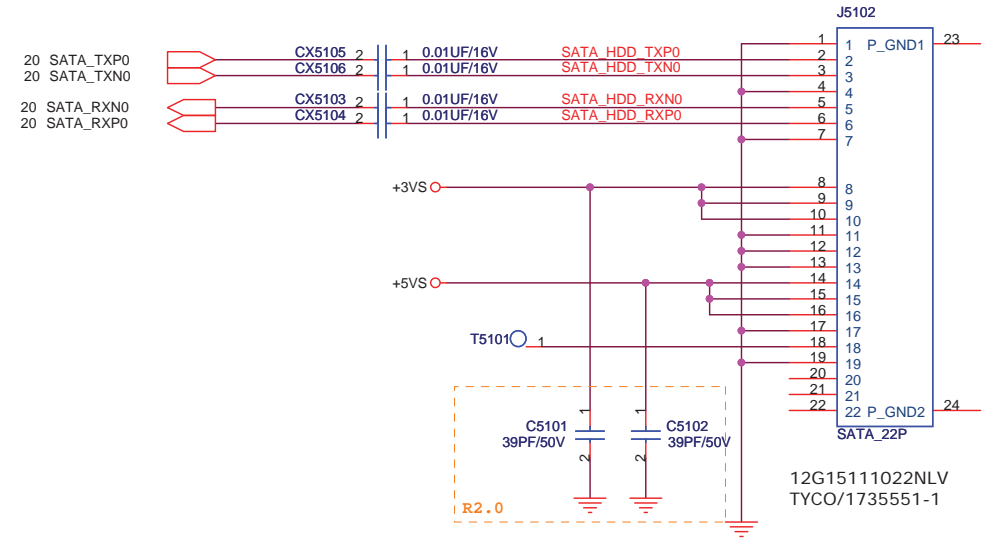 J5102
1 1 P_GND1 23
20 SATA_TXP0 CX5105 2 1 0.01UF/16V SATA_HDD_TXP0 2 2
20 SATA_TXN0 CX5106 2 1 0.01UF/16V SATA_HDD_TXN0 3 3
4 4
20 SATA_RXN0 CX5103 2 1 0.01UF/16V SATA_HDD_RXN0 5 5
20 SATA_RXP0 CX5104 2 1 0.01UF/16V SATA_HDD_RXP0 6 6
7 7
+3VS 8 8
9 9
10 10
11 11
12 12
13 13
+5VS 14 14
15 15
16 16
17 17
T5101 1 18 18
19 19
20 20
21 21
22 22 P_GND2 24
SATA_22P
1 1
C5101 C5102
39PF/50V 39PF/50V
2 2
R2.0
12G15111022NLV
TYCO/1735551-1